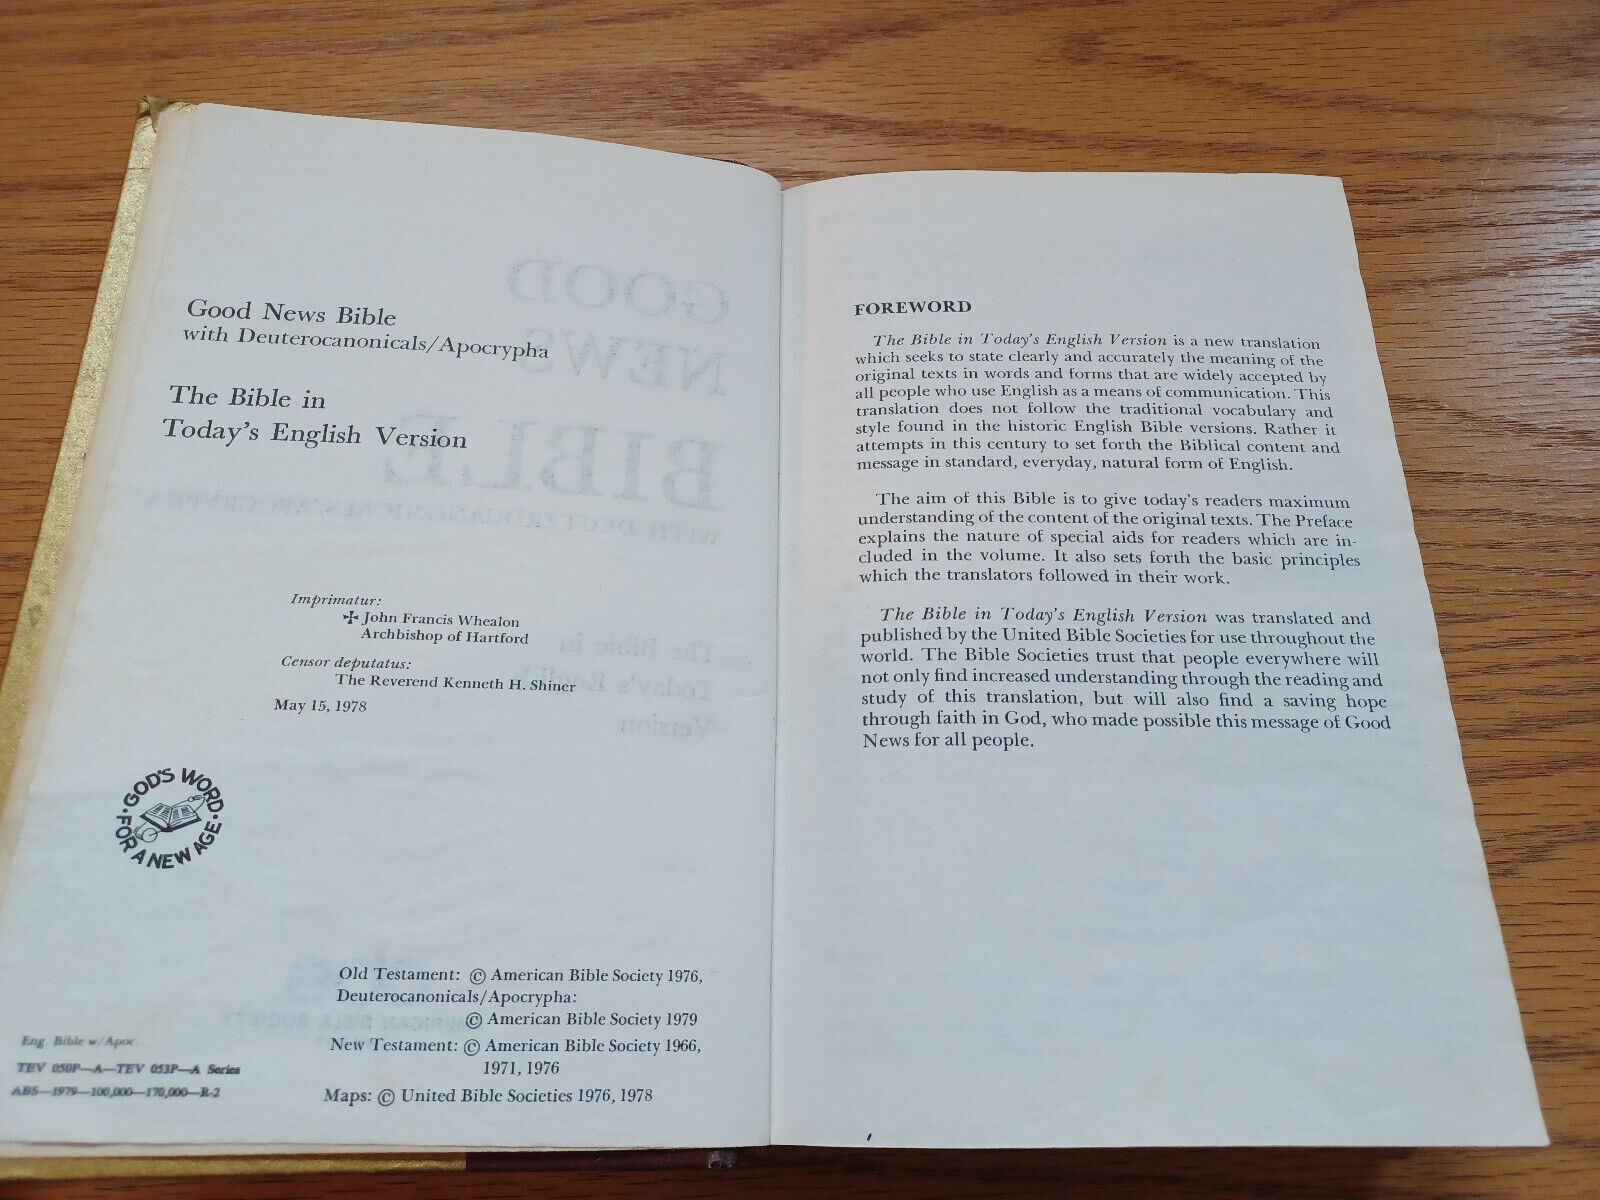 Good News Bible
with Deuterocanonicals/Apocrypha
The Bible in
Today's English Version
Imprimatur:
✠ John Francis Whealon
Archbishop of Hartford
Censor deputatus:
The Reverend Kenneth H. Shiner
May 15, 1978
GOD'S WORD
FOR A NEW AGE
Old Testament: © American Bible Society 1976,
Deuterocanonicals/Apocrypha:
© American Bible Society 1979
New Testament: © American Bible Society 1966,
1971, 1976
Maps: © United Bible Societies 1976, 1978
Eng. Bible w/Apoc.
TEV 050P—A—TEV 053P—A Series
ABS—1979—100,000—170,000—R-2
FOREWORD
The Bible in Today's English Version is a new translation
which seeks to state clearly and accurately the meaning of the
original texts in words and forms that are widely accepted by
all people who use English as a means of communication. This
translation does not follow the traditional vocabulary and
style found in the historic English Bible versions. Rather it
attempts in this century to set forth the Biblical content and
message in standard, everyday, natural form of English.
The aim of this Bible is to give today's readers maximum
understanding of the content of the original texts. The Preface
explains the nature of special aids for readers which are in-
cluded in the volume. It also sets forth the basic principles
which the translators followed in their work.
The Bible in Today's English Version was translated and
published by the United Bible Societies for use throughout the
world. The Bible Societies trust that people everywhere will
not only find increased understanding through the reading and
study of this translation, but will also find a saving hope
through faith in God, who made possible this message of Good
News for all people.
GOOD
NEWS
BIBLE
WITH DEUTEROCANONICALS/APOCRYPHA
The Bible in
Today's English
Version